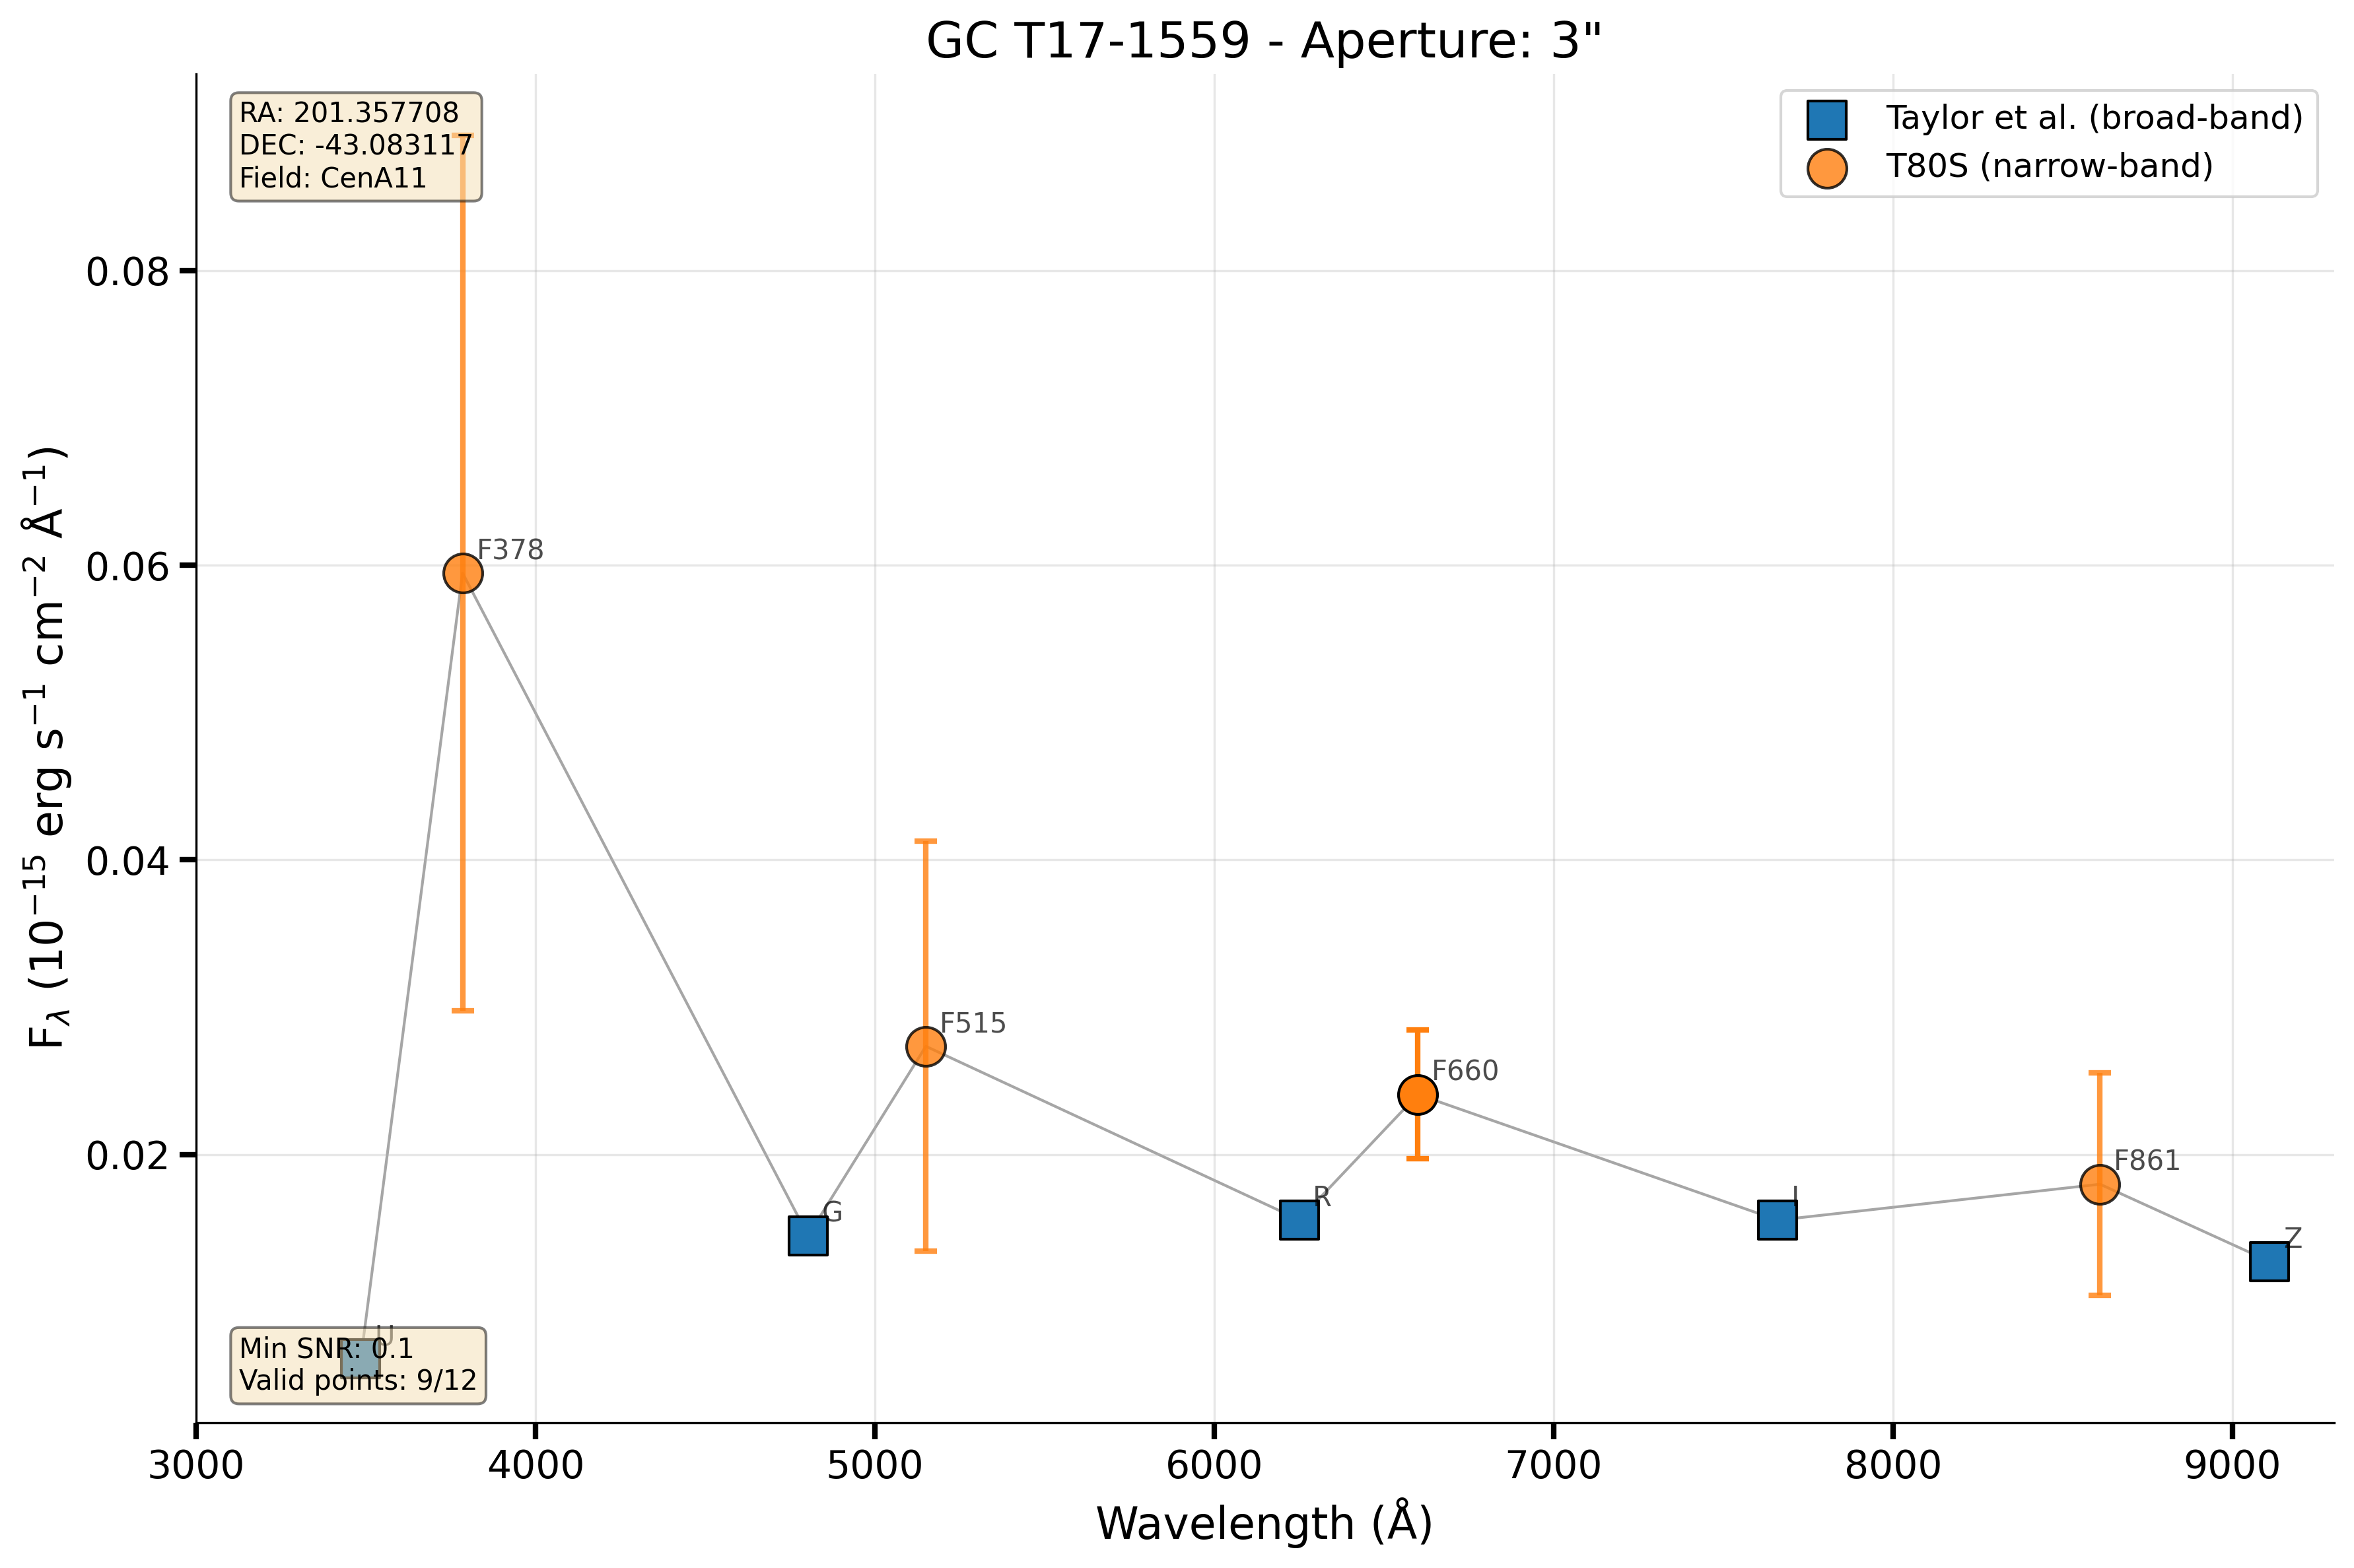 GC T17-1559 - Aperture: 3"
RA: 201.357708
DEC: -43.083117
Field: CenA11
Taylor et al. (broad-band)
T80S (narrow-band)
0.08
0.06
0.04
0.02
F_λ (10⁻¹⁵ erg s⁻¹ cm⁻² Å⁻¹)
F378
F515
F660
F861
G
R
I
Z
U
Min SNR: 0.1
Valid points: 9/12
3000 4000 5000 6000 7000 8000 9000
Wavelength (Å)